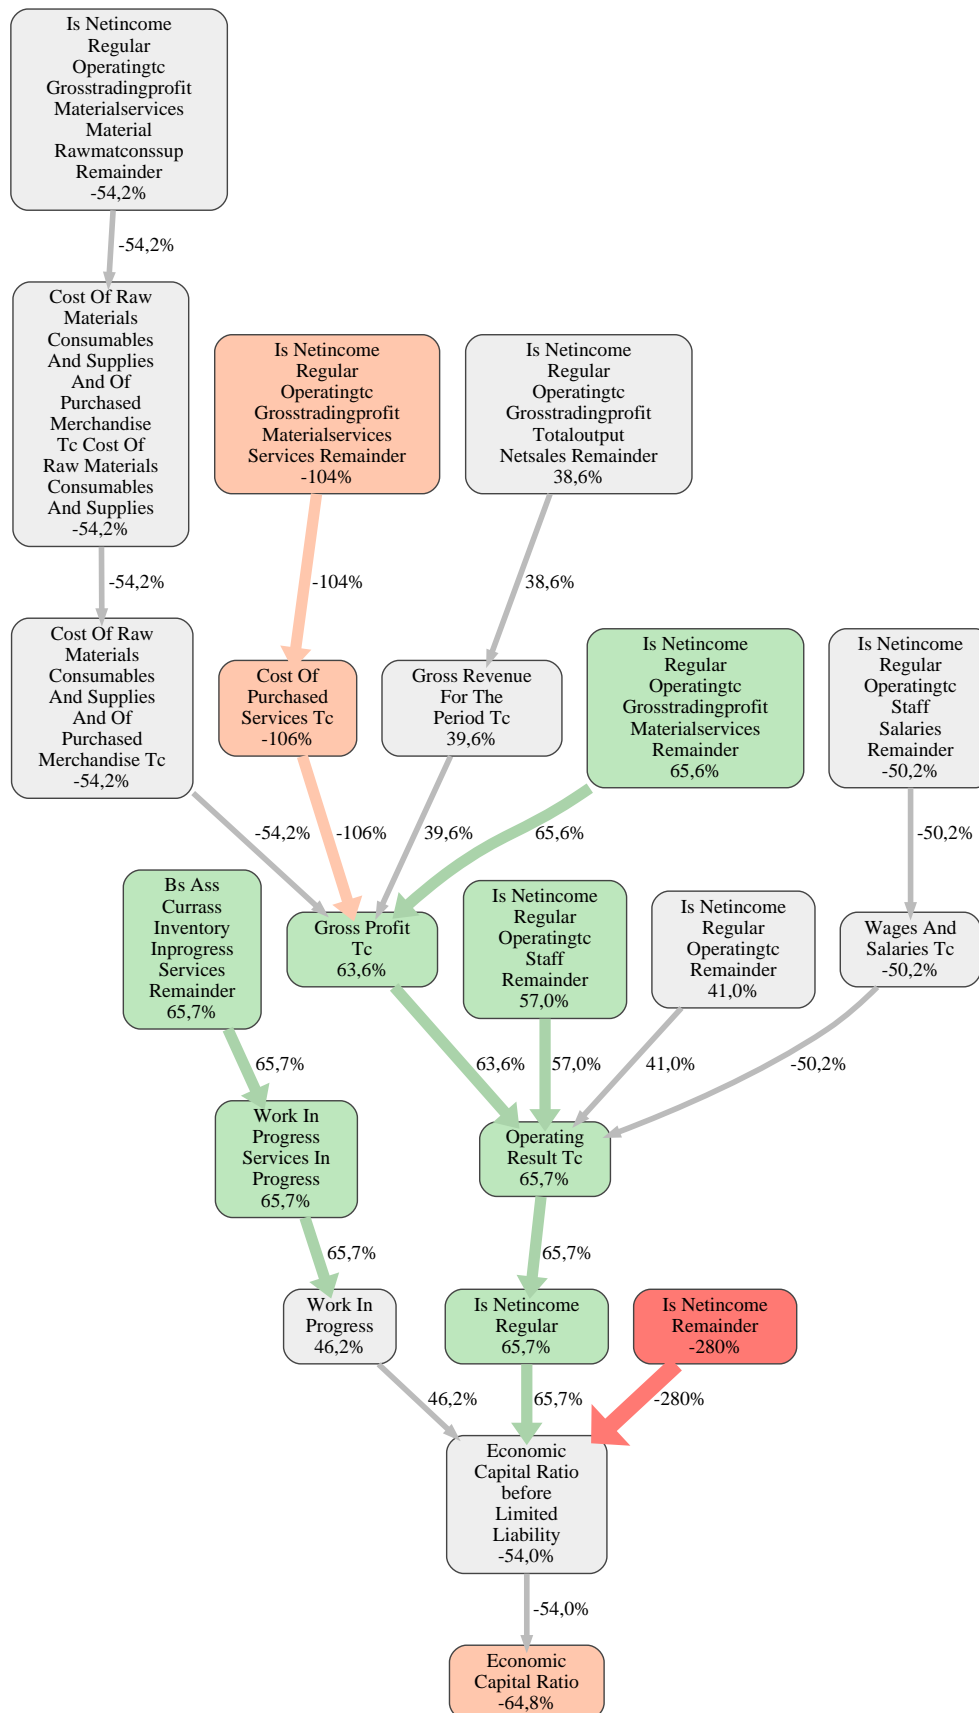 Is Netincome
Regular
Operatingtc
Grosstradingprofit
Materialservices
Material
Rawmatconssup
Remainder
-54,2%
-54,2%
Cost Of Raw
Materials
Consumables
And Supplies
And Of
Purchased
Merchandise
Tc Cost Of
Raw Materials
Consumables
And Supplies
-54,2%
Is Netincome
Regular
Operatingtc
Grosstradingprofit
Materialservices
Services Remainder
-104%
Is Netincome
Regular
Operatingtc
Grosstradingprofit
Totaloutput
Netsales Remainder
38,6%
-54,2%
-104%
38,6%
Cost Of Raw
Materials
Consumables
And Supplies
And Of
Purchased
Merchandise Tc
-54,2%
Cost Of
Purchased
Services Tc
-106%
Gross Revenue
For The
Period Tc
39,6%
Is Netincome
Regular
Operatingtc
Grosstradingprofit
Materialservices
Remainder
65,6%
Is Netincome
Regular
Operatingtc
Staff
Salaries
Remainder
-50,2%
-54,2%
-106%
39,6%
65,6%
-50,2%
Bs Ass
Currass
Inventory
Inprogress
Services
Remainder
65,7%
Gross Profit
Tc
63,6%
Is Netincome
Regular
Operatingtc
Staff
Remainder
57,0%
Is Netincome
Regular
Operatingtc
Remainder
41,0%
Wages And
Salaries Tc
-50,2%
65,7%
63,6%
57,0%
41,0%
-50,2%
Work In
Progress
Services In
Progress
65,7%
Operating
Result Tc
65,7%
65,7%
65,7%
Work In
Progress
46,2%
Is Netincome
Regular
65,7%
Is Netincome
Remainder
-280%
46,2%
65,7%
-280%
Economic
Capital Ratio
before
Limited
Liability
-54,0%
-54,0%
Economic
Capital Ratio
-64,8%